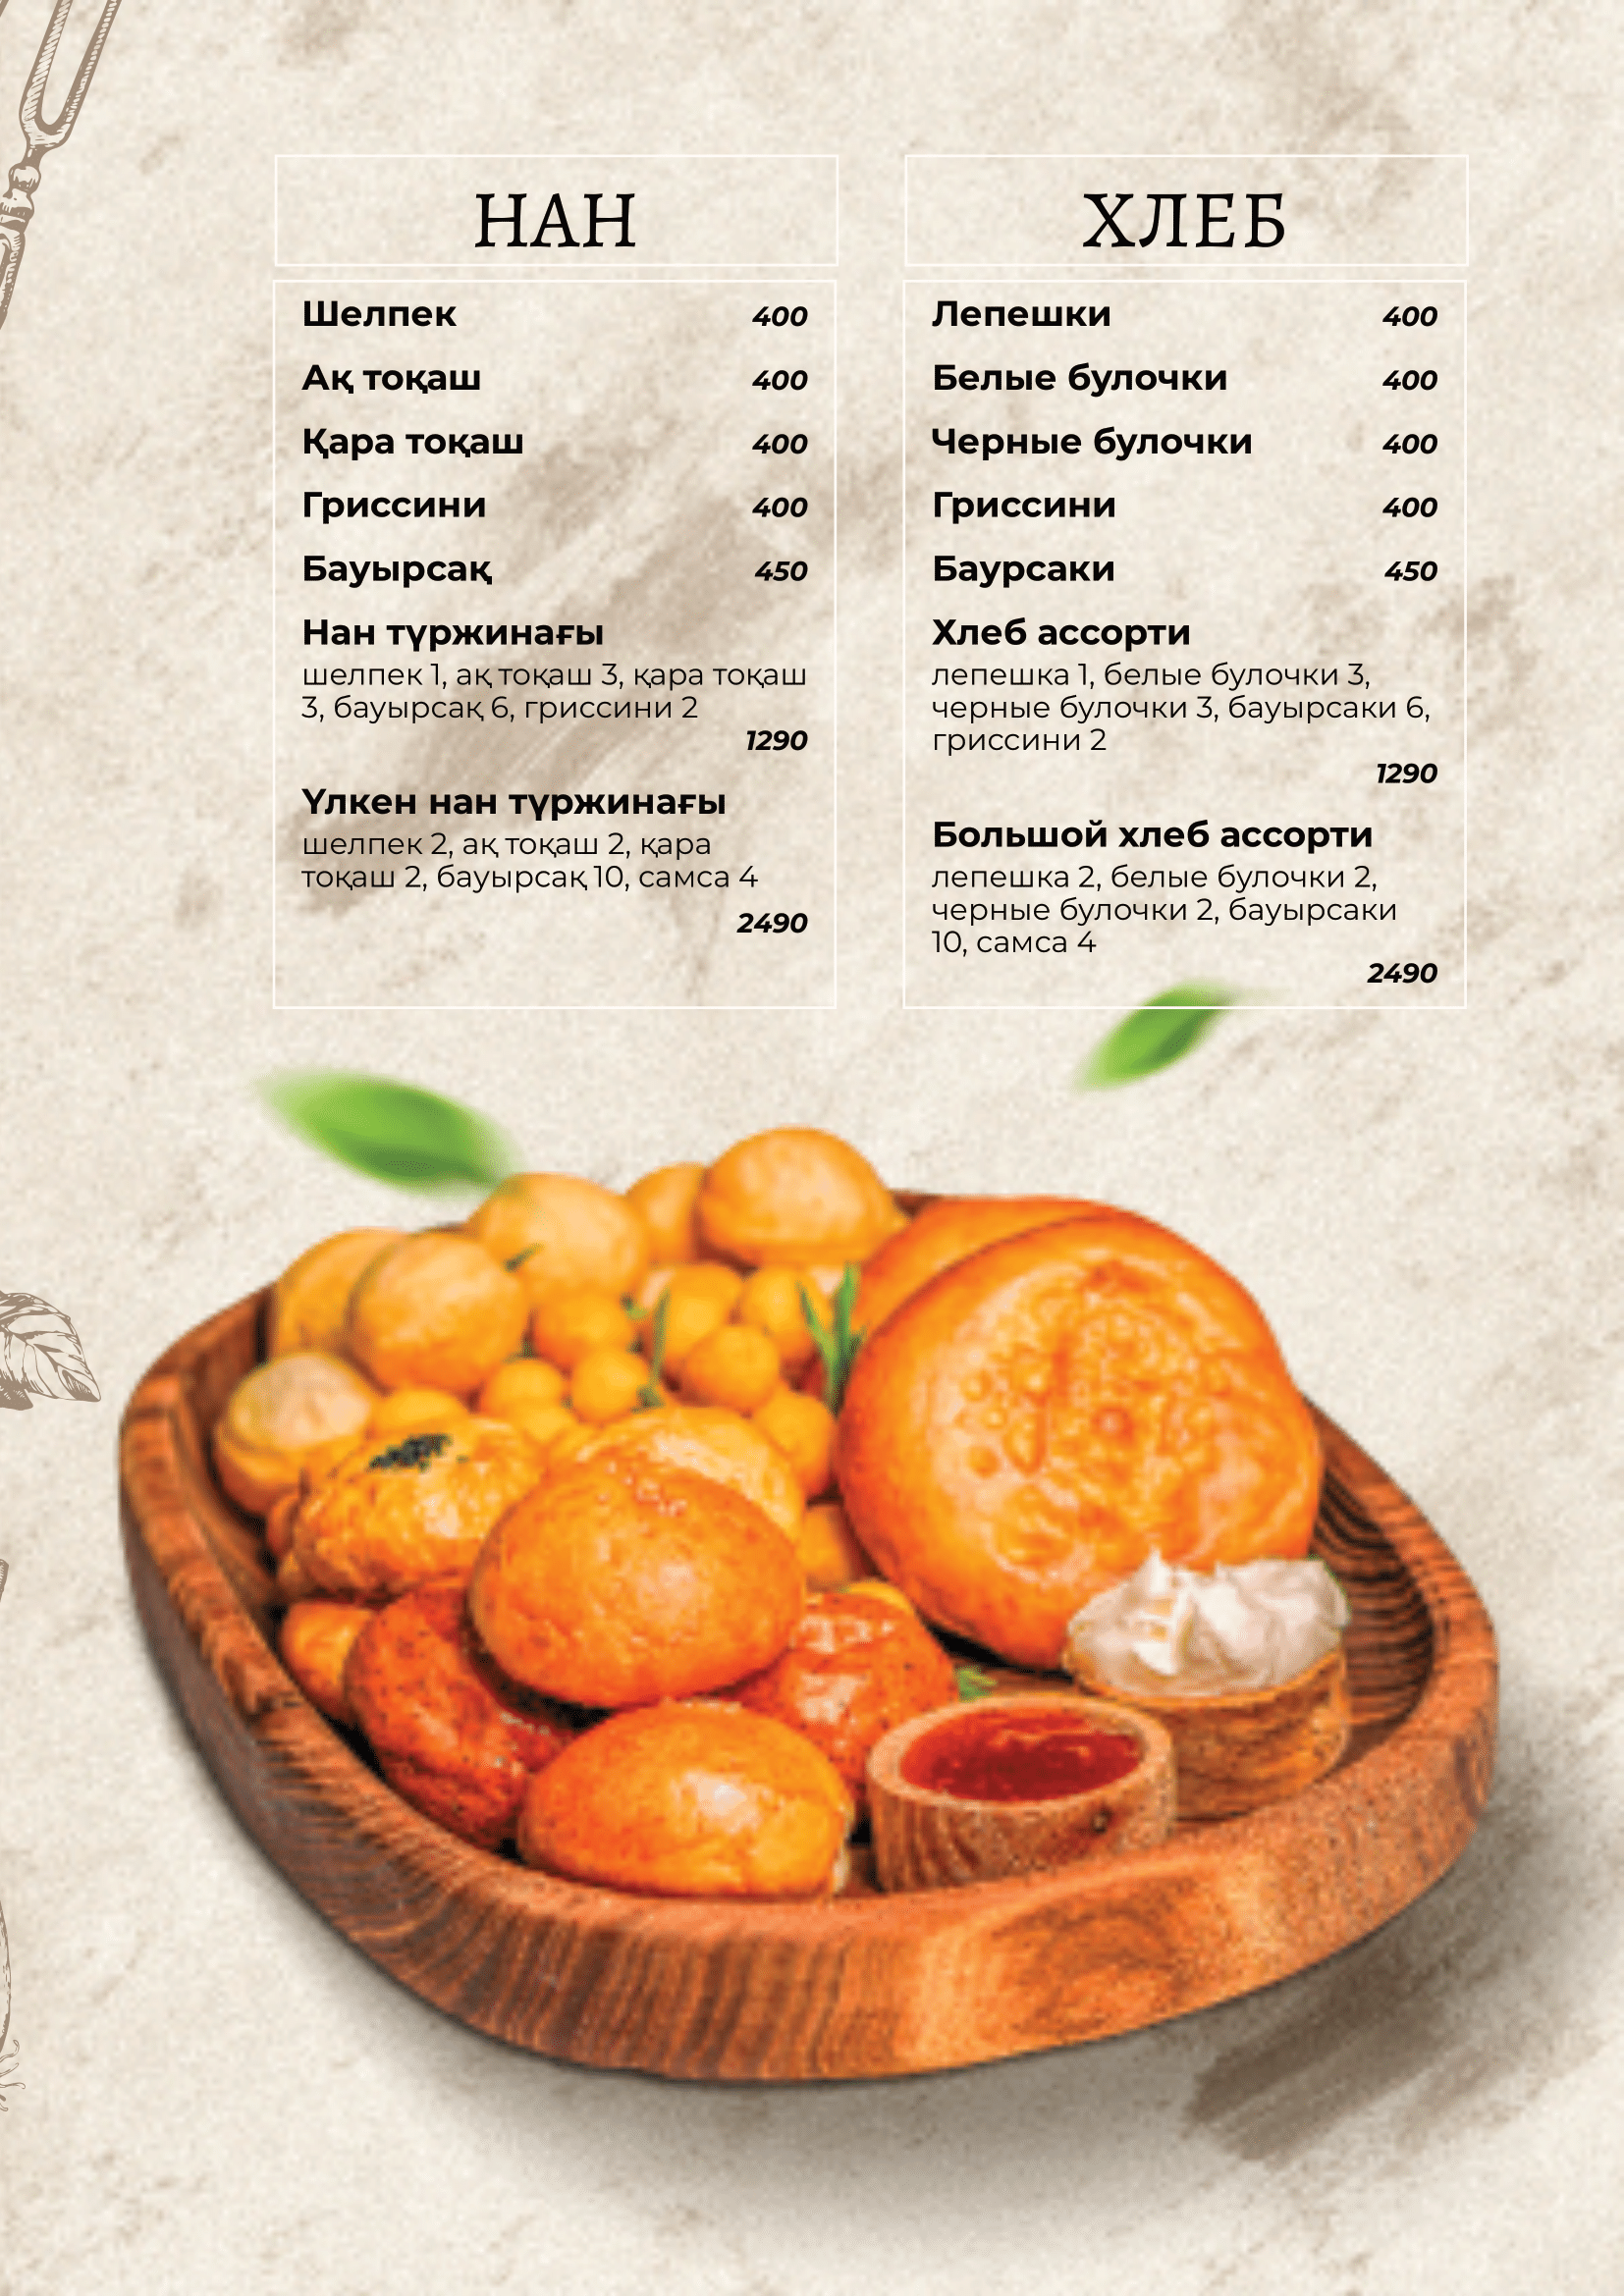 НАН
Шелпек 400
Ақ тоқаш 400
Қара тоқаш 400
Гриссини 400
Бауырсақ 450
Нан түржинағы
шелпек 1, ақ тоқаш 3, қара тоқаш
3, бауырсақ 6, гриссини 2
1290
Үлкен нан түржинағы
шелпек 2, ақ тоқаш 2, қара
тоқаш 2, бауырсақ 10, самса 4
2490
ХЛЕБ
Лепешки 400
Белые булочки 400
Черные булочки 400
Гриссини 400
Баурсаки 450
Хлеб ассорти
лепешка 1, белые булочки 3,
черные булочки 3, бауырсаки 6,
гриссини 2
1290
Большой хлеб ассорти
лепешка 2, белые булочки 2,
черные булочки 2, бауырсаки
10, самса 4
2490